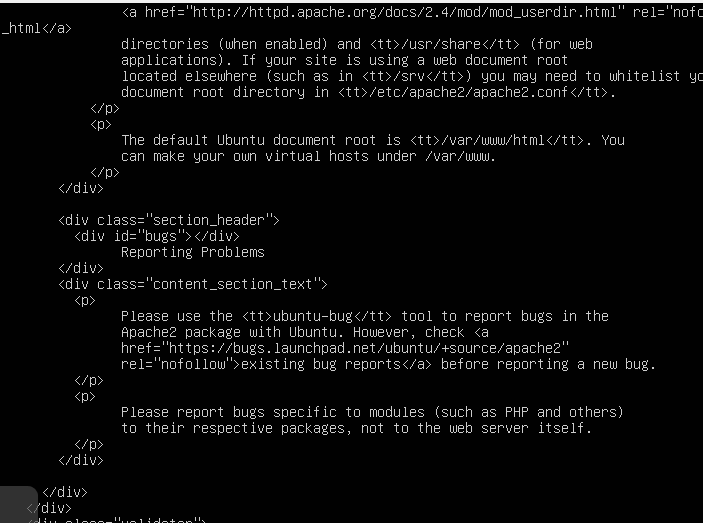 <a href="http://httpd.apache.org/docs/2.4/mod/mod_userdir.html" rel="nofo
_html</a>
directories (when enabled) and <tt>/usr/share</tt> (for web
applications). If your site is using a web document root
located elsewhere (such as in <tt>/srv</tt>) you may need to whitelist yo
document root directory in <tt>/etc/apache2/apache2.conf</tt>.
</p>
<p>
The default Ubuntu document root is <tt>/var/www/html</tt>. You
can make your own virtual hosts under /var/www.
</p>
</div>
<div class="section_header">
<div id="bugs"></div>
Reporting Problems
</div>
<div class="content_section_text">
<p>
Please use the <tt>ubuntu-bug</tt> tool to report bugs in the
Apache2 package with Ubuntu. However, check <a
href="https://bugs.launchpad.net/ubuntu/+source/apache2"
rel="nofollow">existing bug reports</a> before reporting a new bug.
</p>
<p>
Please report bugs specific to modules (such as PHP and others)
to their respective packages, not to the web server itself.
</p>
</div>
</div>
</div>
<div class="validator">